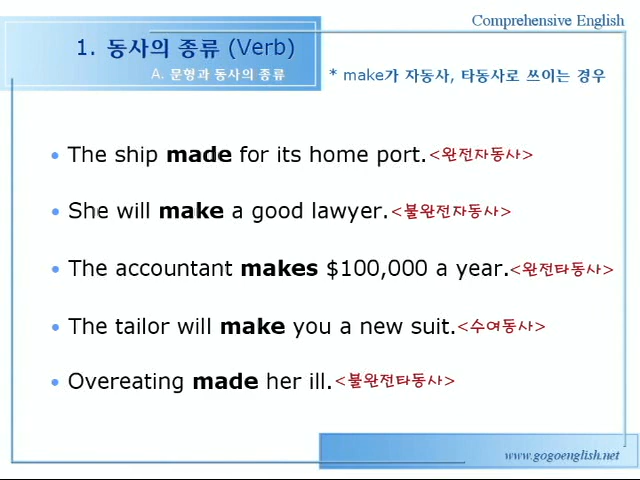 Comprehensive English
1. 동사의 종류 (Verb)
A. 문형과 동사의 종류
* make가 자동사, 타동사로 쓰이는 경우
• The ship made for its home port.<완전자동사>
• She will make a good lawyer.<불완전자동사>
• The accountant makes $100,000 a year.<완전타동사>
• The tailor will make you a new suit.<수여동사>
• Overeating made her ill.<불완전타동사>
www.gogoenglish.net